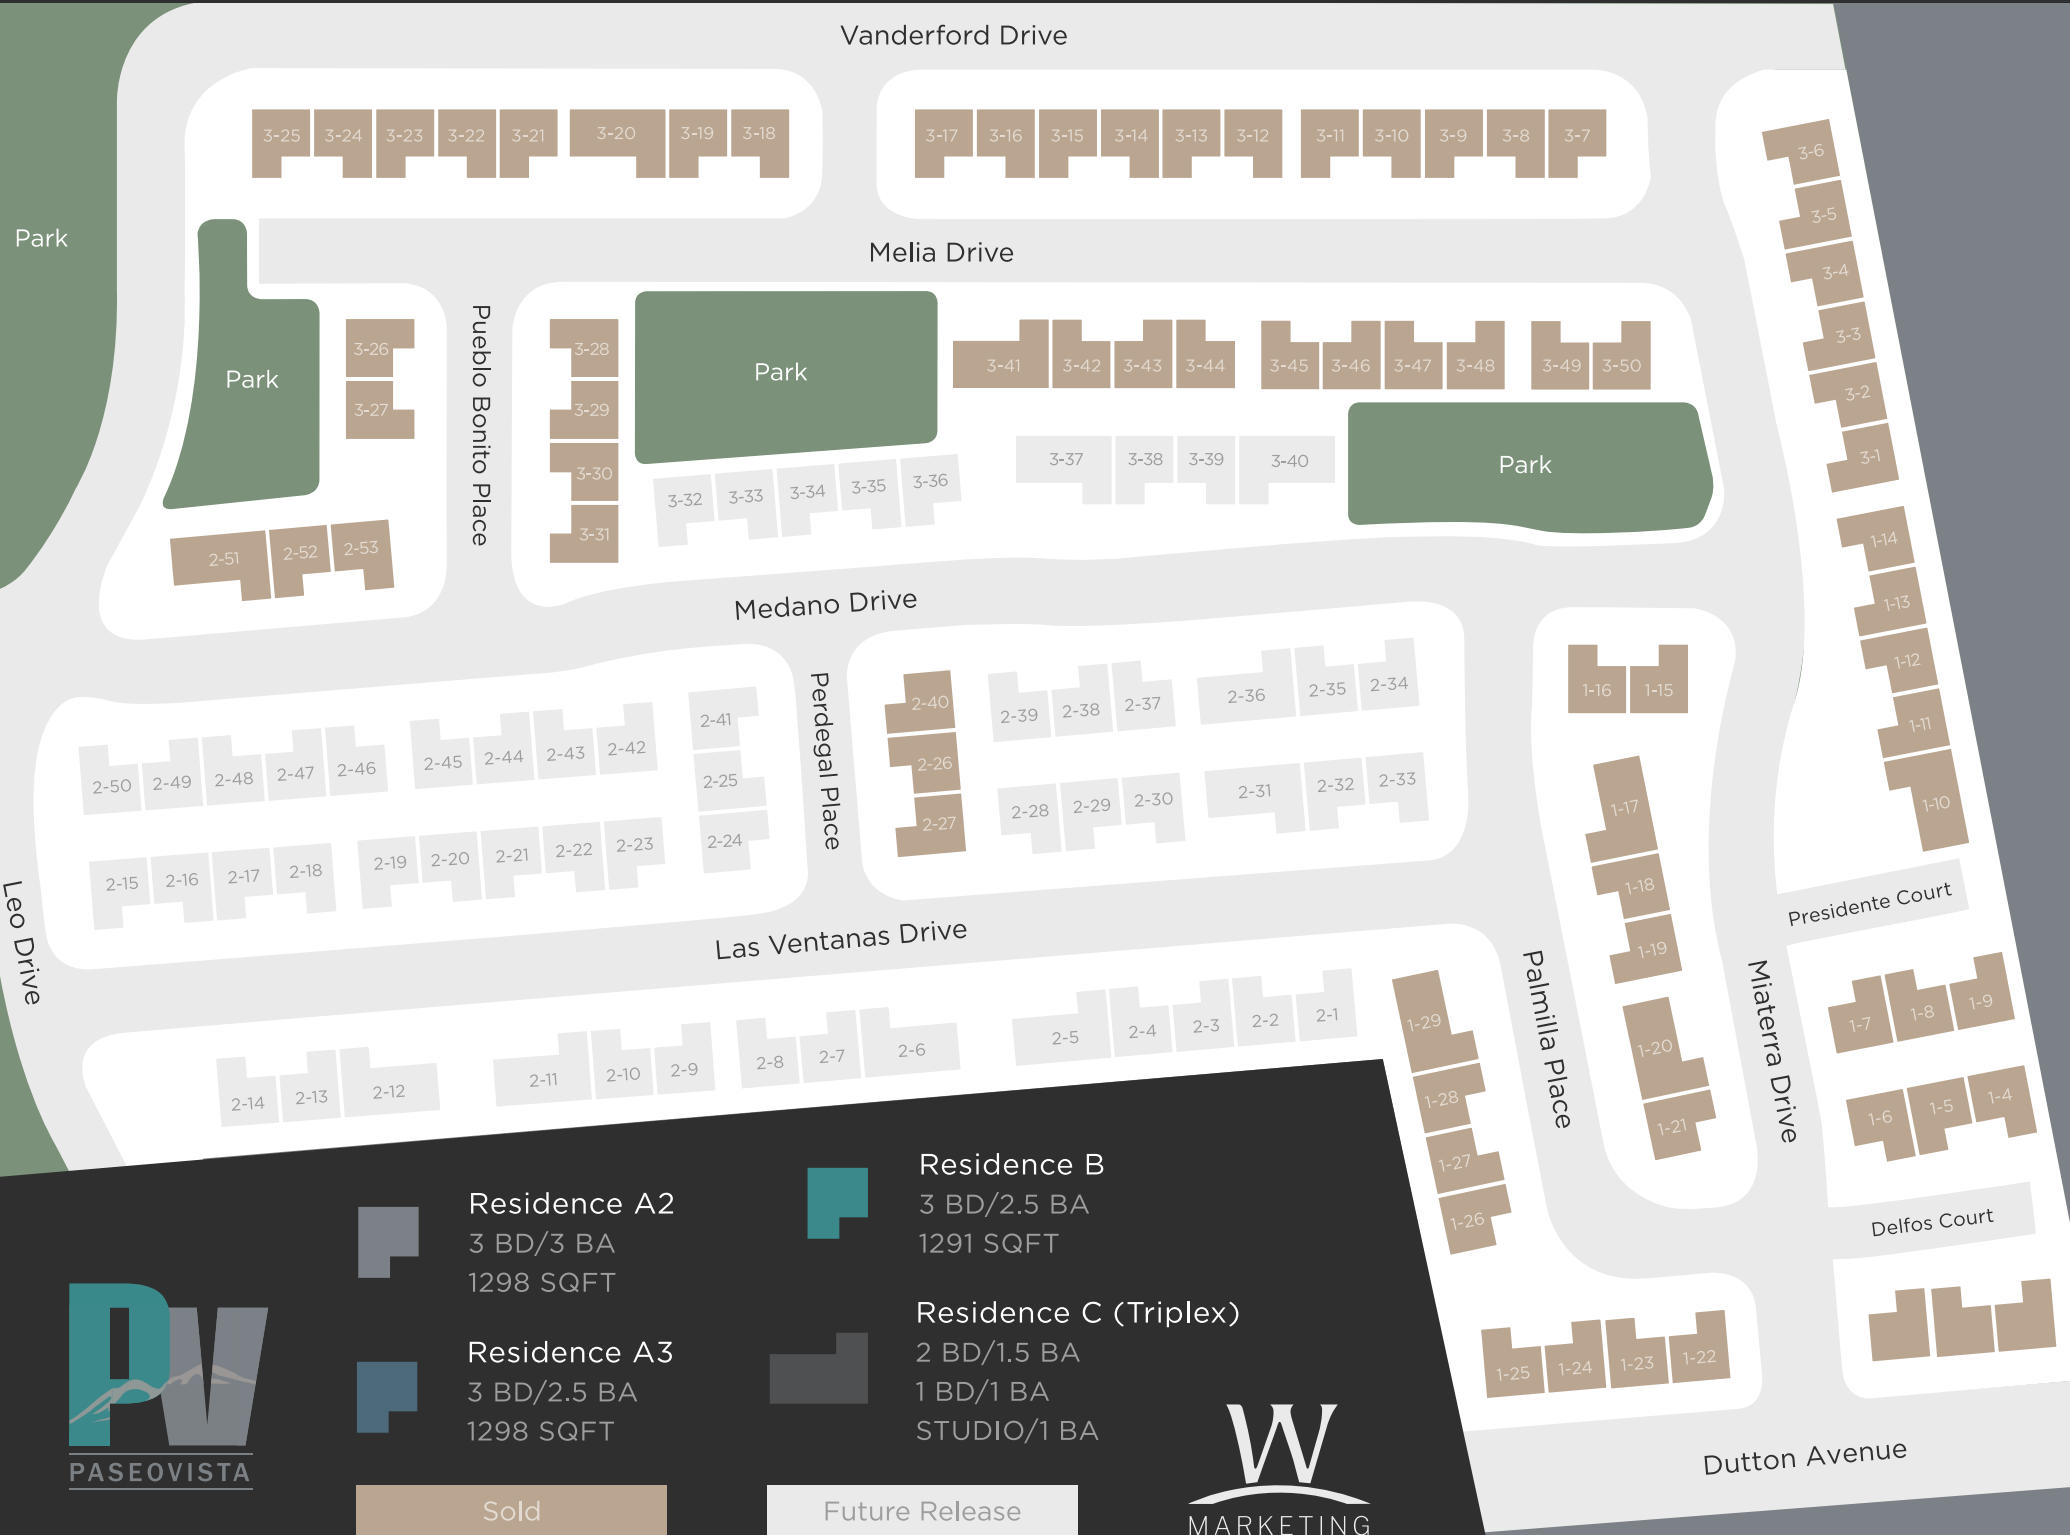 Vanderford Drive
3-25 3-24 3-23 3-22 3-21 3-20 3-19 3-18
3-17 3-16 3-15 3-14 3-13 3-12 3-11 3-10 3-9 3-8 3-7
3-6
3-5
3-4
3-3
3-2
3-1
Park
Melia Drive
Park
3-26
3-27
Pueblo Bonito Place
3-28
3-29
3-30
3-31
Park
3-41 3-42 3-43 3-44 3-45 3-46 3-47 3-48 3-49 3-50
3-32 3-33 3-34 3-35 3-36
3-37 3-38 3-39 3-40
Park
2-51 2-52 2-53
1-14
1-13
1-12
1-11
1-10
Medano Drive
2-50 2-49 2-48 2-47 2-46 2-45 2-44 2-43 2-42
2-41
2-25
2-24
Perdegal Place
2-40
2-26
2-27
2-39 2-38 2-37 2-36 2-35 2-34
2-28 2-29 2-30 2-31 2-32 2-33
1-16 1-15
1-17
1-18
1-19
1-20
1-21
2-15 2-16 2-17 2-18 2-19 2-20 2-21 2-22 2-23
Leo Drive
Las Ventanas Drive
Palmilla Place
Miaterra Drive
Presidente Court
1-7 1-8 1-9
1-6 1-5 1-4
Delfos Court
2-14 2-13 2-12 2-11 2-10 2-9 2-8 2-7 2-6 2-5 2-4 2-3 2-2 2-1
1-29
1-28
1-27
1-26
1-25 1-24 1-23 1-22
Dutton Avenue
Residence A2
3 BD/3 BA
1298 SQFT
Residence A3
3 BD/2.5 BA
1298 SQFT
Residence B
3 BD/2.5 BA
1291 SQFT
Residence C (Triplex)
2 BD/1.5 BA
1 BD/1 BA
STUDIO/1 BA
PV
PASEOVISTA
Sold
Future Release
W
MARKETING